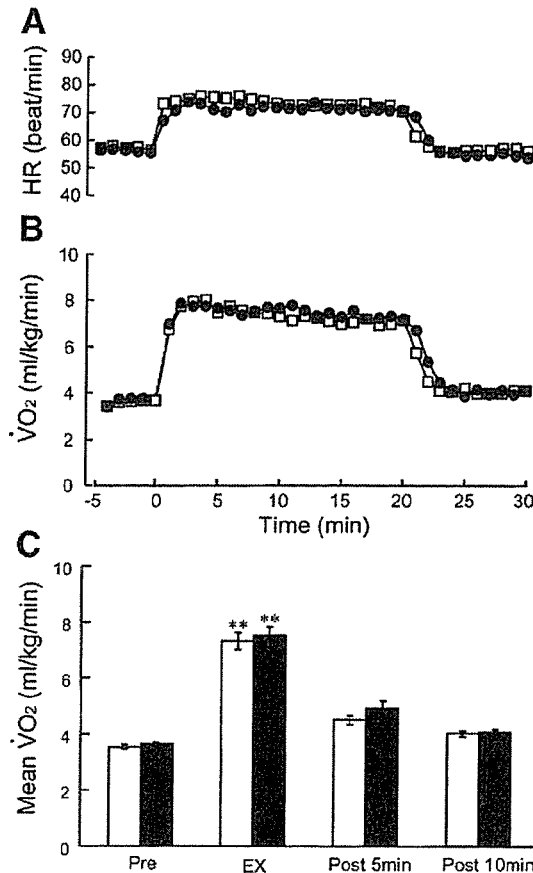 A
HR (beat/min)
90
80
70
60
50
40
B
V̇O₂ (ml/kg/min)
10
8
6
4
2
0
-5 0 5 10 15 20 25 30
Time (min)
C
Mean V̇O₂ (ml/kg/min)
10
8
6
4
2
0
** **
Pre EX Post 5min Post 10min